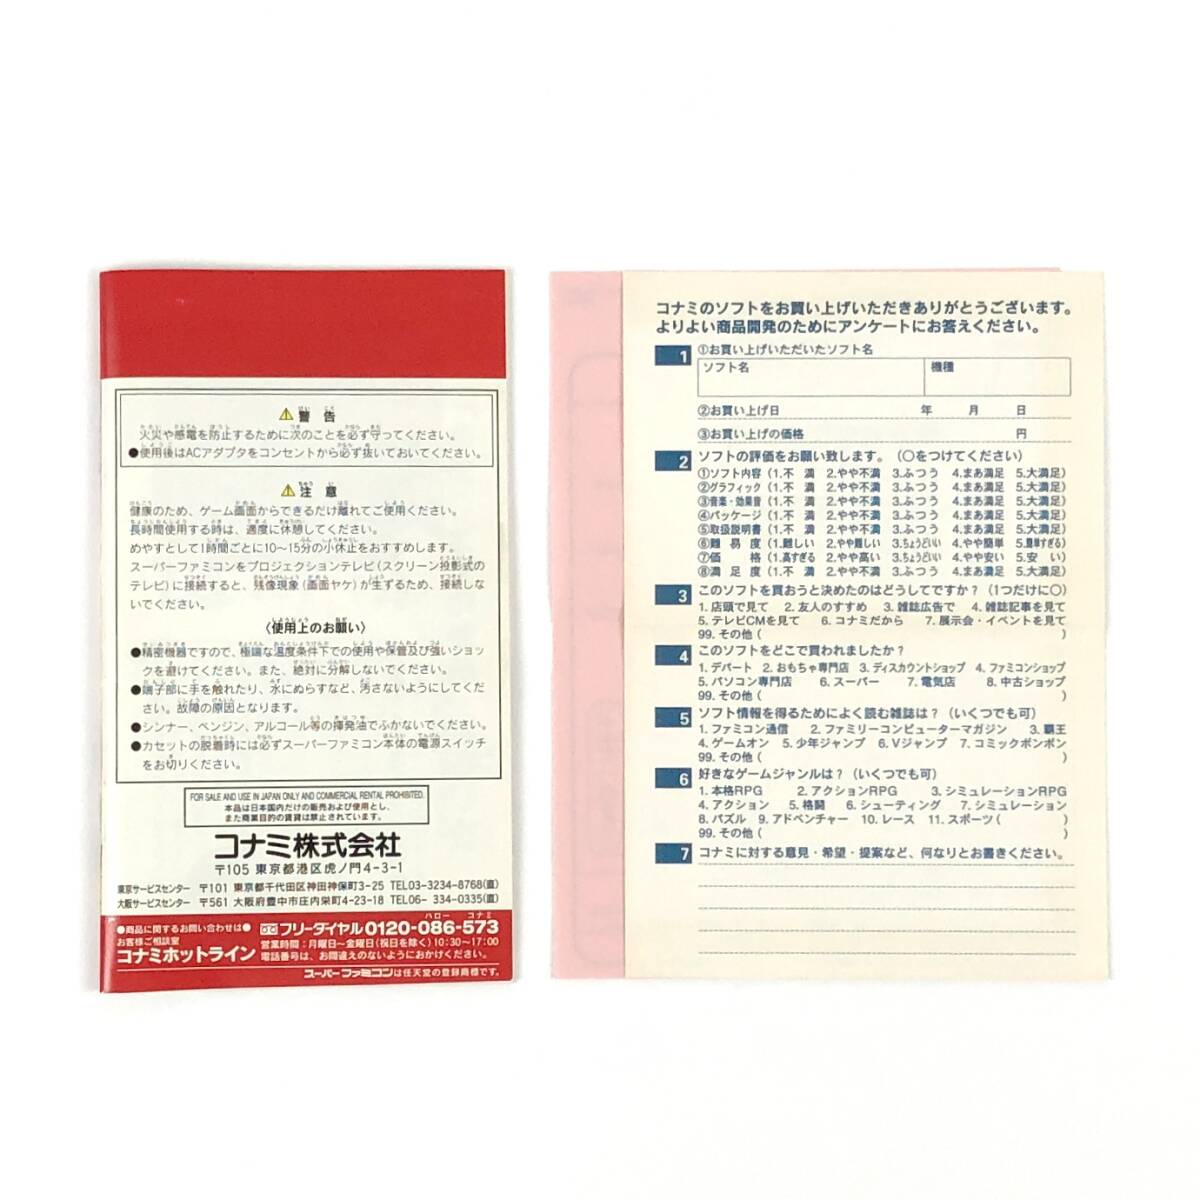 ⚠警告
火災や感電を防止するために次のことを必ず守ってください。
●使用後はACアダプタをコンセントから必ず抜いておいてください。
⚠注意
健康のため、ゲーム画面からできるだけ離れてご使用ください。
長時間使用する時は、適度に休憩してください。
めやすとして1時間ごとに10～15分の小休止をおすすめします。
スーパーファミコンをプロジェクションテレビ(スクリーン投影式の
テレビ)に接続すると、残像現象(画面ヤケ)が生ずるため、接続しな
いでください。
〈使用上のお願い〉
●精密機器ですので、極端な温度条件下での使用や保管及び強いショッ
クを避けてください。また、絶対に分解しないでください。
●端子部に手を触れたり、水にぬらすなど、汚さないようにしてくだ
さい。故障の原因となります。
●シンナー、ベンジン、アルコール等の揮発油でふかないでください。
●カセットの脱着時には必ずスーパーファミコン本体の電源スイッチ
をお切りください。
FOR SALE AND USE IN JAPAN ONLY AND COMMERCIAL RENTAL PROHIBITED.
本品は日本国内だけの販売および使用とし、
また商業目的の賃貸は禁止されています。
コナミ株式会社
〒105 東京都港区虎ノ門4-3-1
東京サービスセンター 〒101 東京都千代田区神田神保町3-25 TEL03-3234-8768(直)
大阪サービスセンター 〒561 大阪府豊中市庄内栄町4-23-18 TEL06- 334-0335(直)
●商品に関するお問い合わせは●
お客様ご相談室
コナミホットライン
ハロー コナミ
フリーダイヤル0120-086-573
営業時間：月曜日～金曜日(祝日を除く)10:30～17:00
電話番号は、お間違えのないようにおかけください。
スーパーファミコンは任天堂の登録商標です。
コナミのソフトをお買い上げいただきありがとうございます。
よりよい商品開発のためにアンケートにお答えください。
1 ①お買い上げいただいたソフト名
ソフト名 機種
②お買い上げ日 年 月 日
③お買い上げの価格 円
2 ソフトの評価をお願い致します。(○をつけてください)
①ソフト内容 (1.不 満 2.やや不満 3.ふつう 4.まあ満足 5.大満足)
②グラフィック (1.不 満 2.やや不満 3.ふつう 4.まあ満足 5.大満足)
③音楽・効果音 (1.不 満 2.やや不満 3.ふつう 4.まあ満足 5.大満足)
④パッケージ (1.不 満 2.やや不満 3.ふつう 4.まあ満足 5.大満足)
⑤取扱説明書 (1.不 満 2.やや不満 3.ふつう 4.まあ満足 5.大満足)
⑥難 易 度 (1.難しい 2.やや難しい 3.ちょうどいい 4.やや簡単 5.簡単すぎる)
⑦価 格 (1.高すぎる 2.やや高い 3.ちょうどいい 4.やや安い 5.安 い)
⑧満 足 度 (1.不 満 2.やや不満 3.ふつう 4.まあ満足 5.大満足)
3 このソフトを買おうと決めたのはどうしてですか？(1つだけに○)
1. 店頭で見て 2. 友人のすすめ 3. 雑誌広告で 4. 雑誌記事を見て
5. テレビCMを見て 6. コナミだから 7. 展示会・イベントを見て
99. その他( )
4 このソフトをどこで買われましたか？
1. デパート 2. おもちゃ専門店 3. ディスカウントショップ 4. ファミコンショップ
5. パソコン専門店 6. スーパー 7. 電気店 8. 中古ショップ
99. その他( )
5 ソフト情報を得るためによく読む雑誌は？(いくつでも可)
1. ファミコン通信 2. ファミリーコンピューターマガジン 3. 覇王
4. ゲームオン 5. 少年ジャンプ 6. Vジャンプ 7. コミックボンボン
99. その他( )
6 好きなゲームジャンルは？(いくつでも可)
1. 本格RPG 2. アクションRPG 3. シミュレーションRPG
4. アクション 5. 格闘 6. シューティング 7. シミュレーション
8. パズル 9. アドベンチャー 10. レース 11. スポーツ( )
99. その他( )
7 コナミに対する意見・希望・提案など、何なりとお書きください。